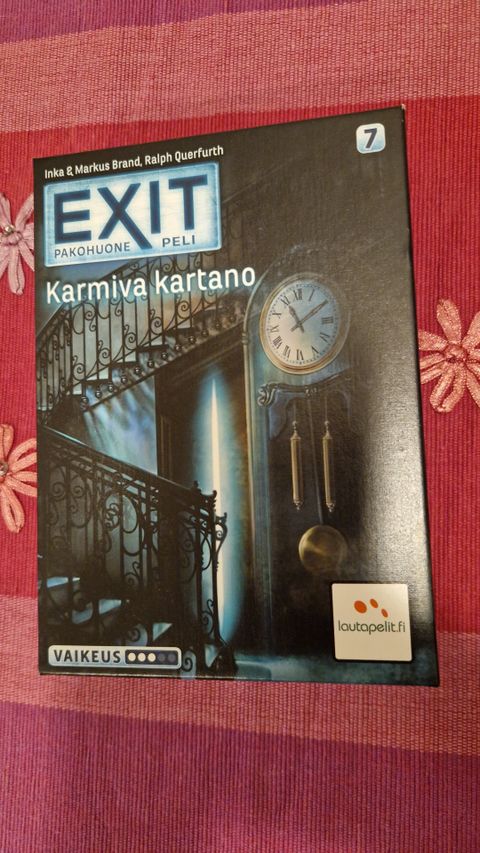 7
Inka & Markus Brand, Ralph Querfurth
EXIT
PAKOHUONE PELI
Karmiva kartano
VAIKEUS
lautapelit.fi